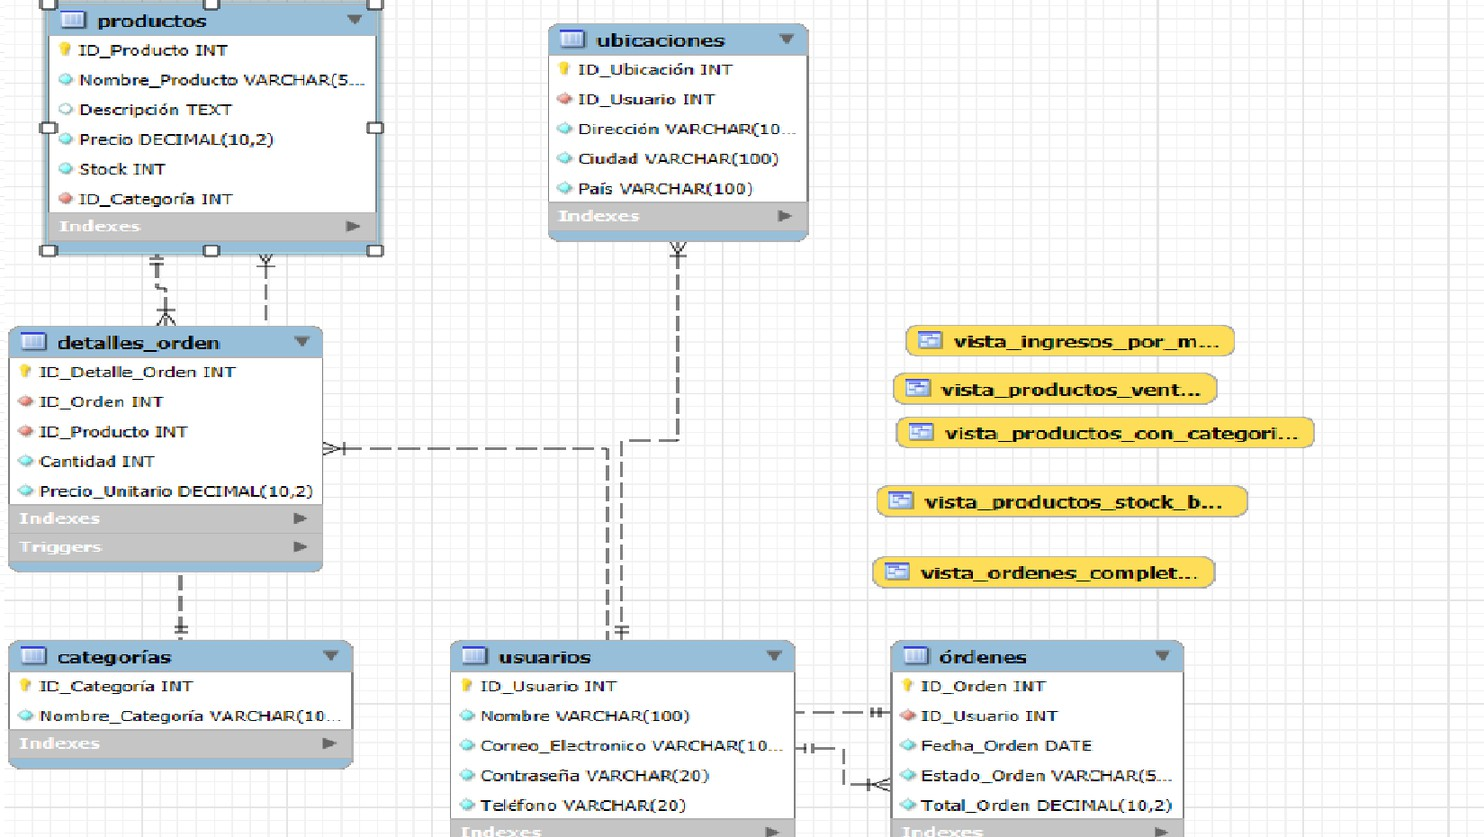 productos
ID_Producto INT
Nombre_Producto VARCHAR(5...
Descripción TEXT
Precio DECIMAL(10,2)
Stock INT
ID_Categoría INT
Indexes
ubicaciones
ID_Ubicación INT
ID_Usuario INT
Dirección VARCHAR(10...
Ciudad VARCHAR(100)
País VARCHAR(100)
Indexes
detalles_orden
ID_Detalle_Orden INT
ID_Orden INT
ID_Producto INT
Cantidad INT
Precio_Unitario DECIMAL(10,2)
Indexes
Triggers
vista_ingresos_por_m...
vista_productos_vent...
vista_productos_con_categori...
vista_productos_stock_b...
vista_ordenes_complet...
categorías
ID_Categoría INT
Nombre_Categoría VARCHAR(10...
Indexes
usuarios
ID_Usuario INT
Nombre VARCHAR(100)
Correo_Electronico VARCHAR(10...
Contraseña VARCHAR(20)
Teléfono VARCHAR(20)
Indexes
órdenes
ID_Orden INT
ID_Usuario INT
Fecha_Orden DATE
Estado_Orden VARCHAR(5...
Total_Orden DECIMAL(10,2)
Indexes